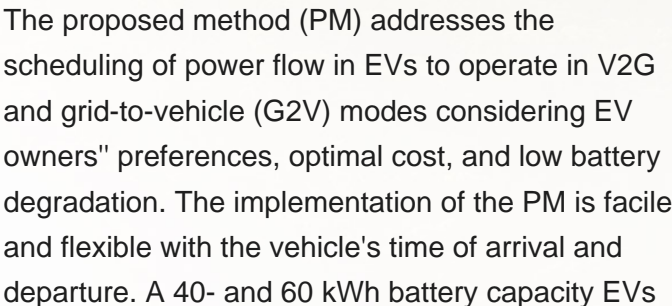 The proposed method (PM) addresses the
scheduling of power flow in EVs to operate in V2G
and grid-to-vehicle (G2V) modes considering EV
owners'' preferences, optimal cost, and low battery
degradation. The implementation of the PM is facile
and flexible with the vehicle's time of arrival and
departure. A 40- and 60 kWh battery capacity EVs